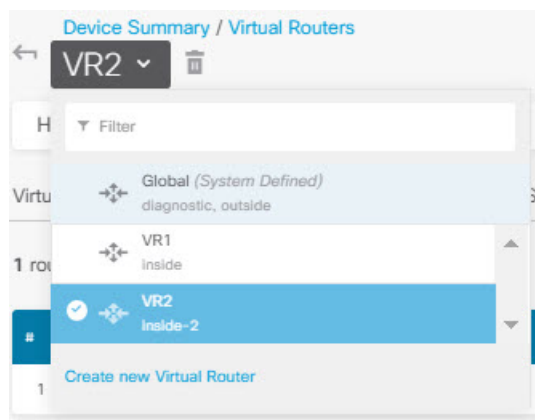 Device Summary / Virtual Routers
VR2
H
Filter
Global (System Defined)
diagnostic, outside
Virtu
S
VR1
inside
1 rou
VR2
inside-2
#
Create new Virtual Router
1